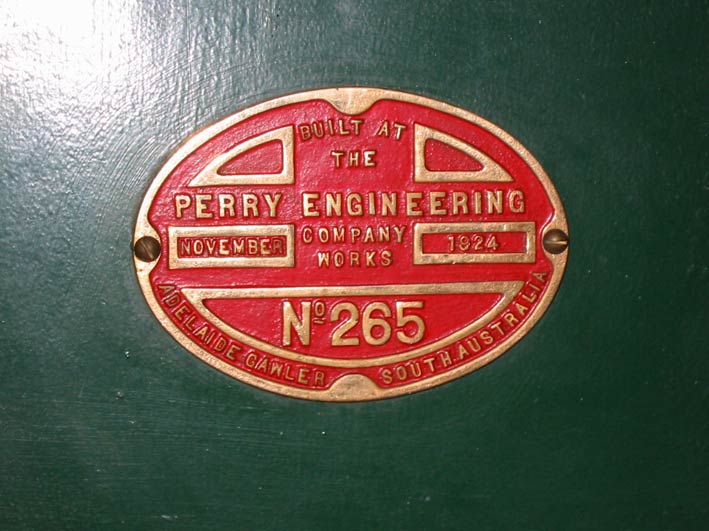 BUILT AT
THE
PERRY ENGINEERING
NOVEMBER COMPANY 1924
WORKS
Nº 265
ADELAIDE GAWLER SOUTH.AUSTRALIA